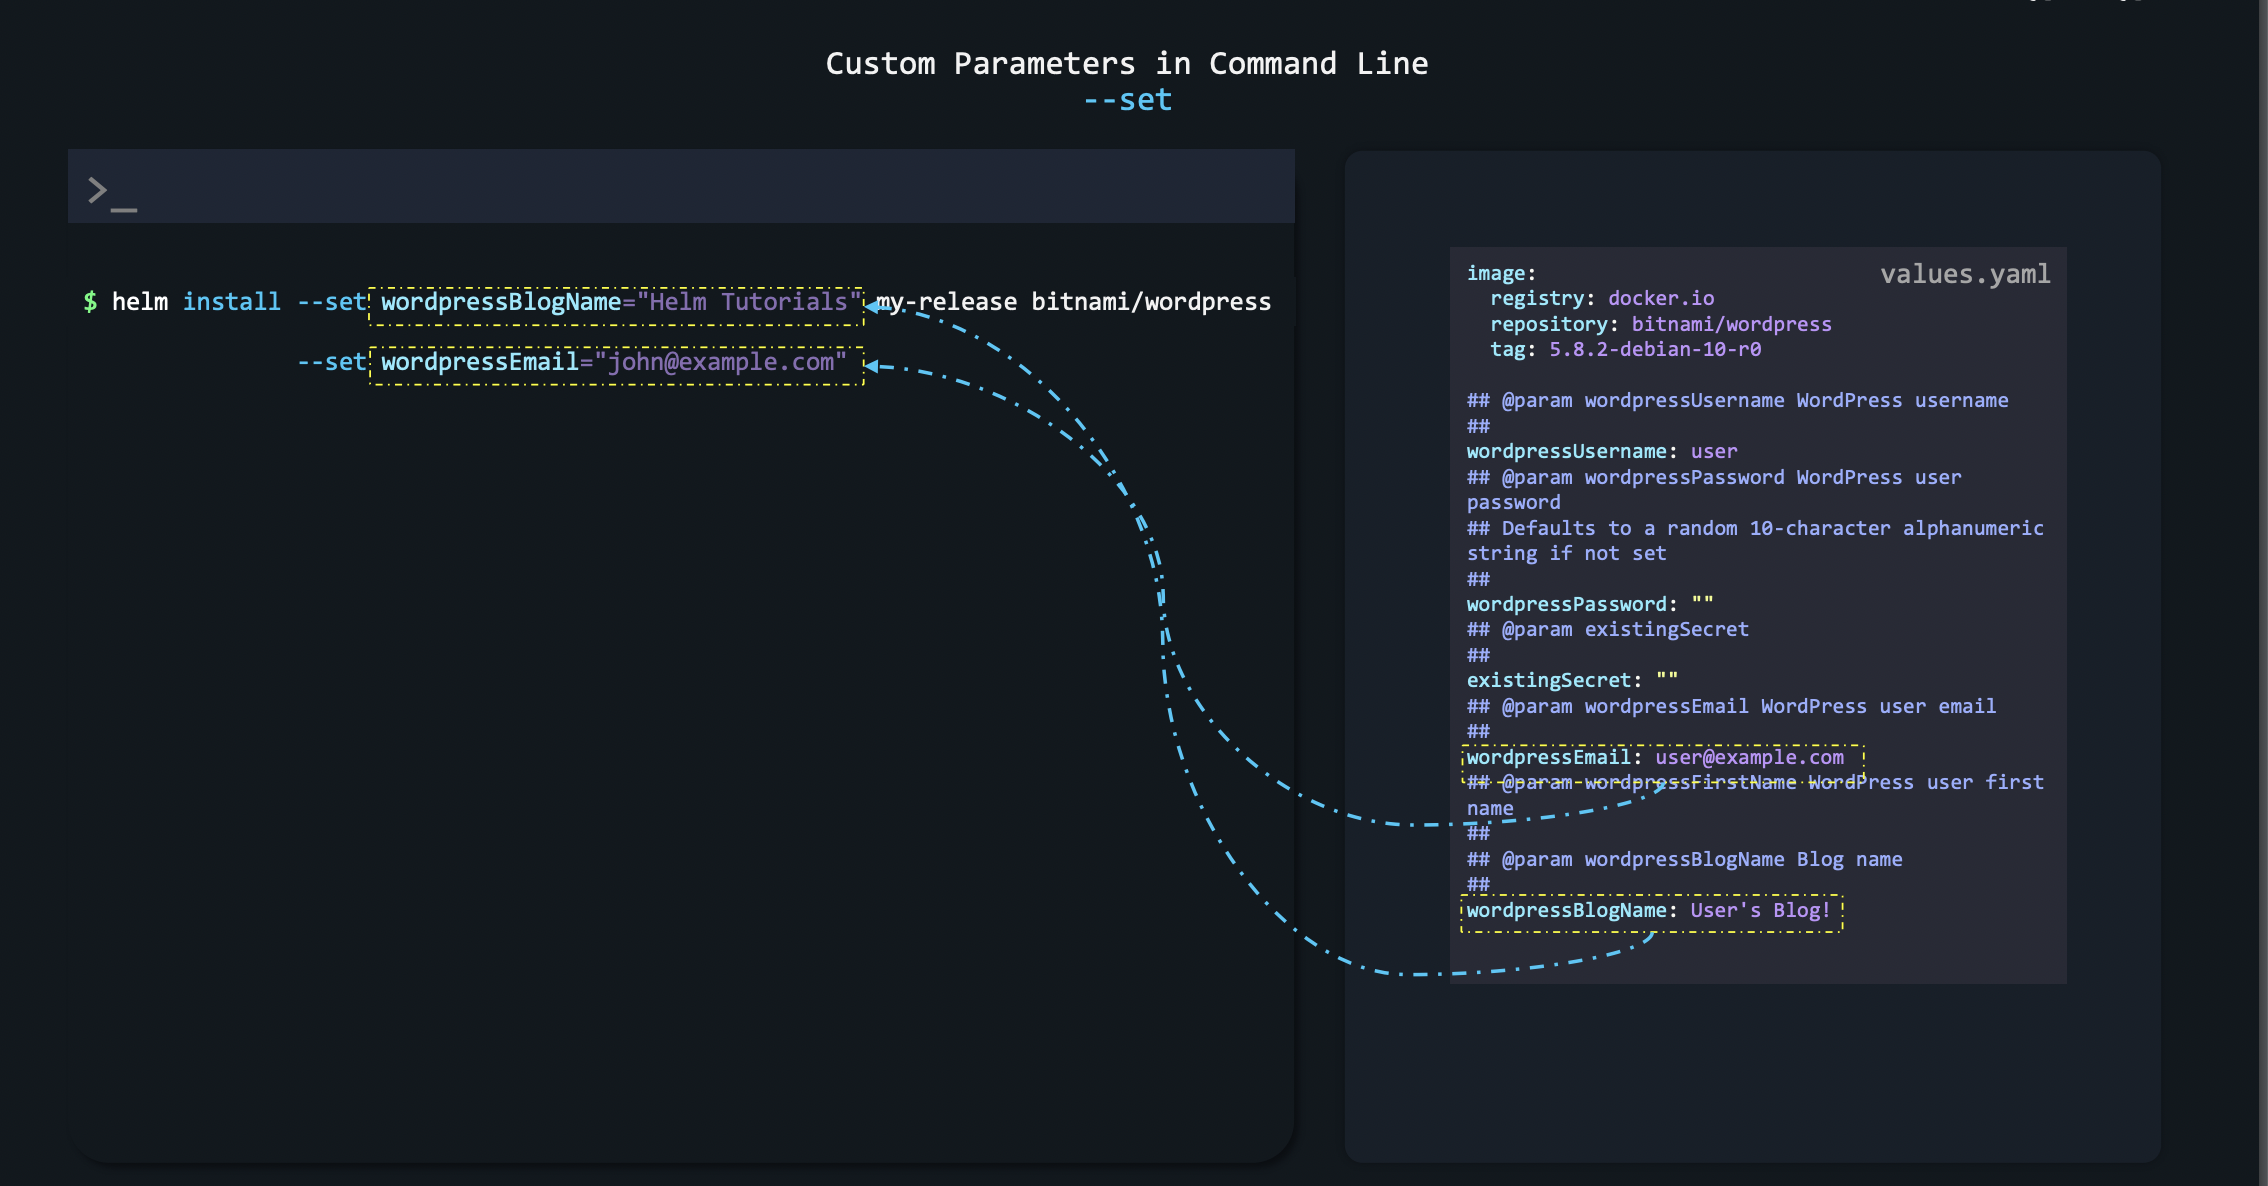 Custom Parameters in Command Line
--set
>_
$ helm install --set wordpressBlogName="Helm Tutorials" my-release bitnami/wordpress
--set wordpressEmail="john@example.com"
values.yaml
image:
registry: docker.io
repository: bitnami/wordpress
tag: 5.8.2-debian-10-r0
## @param wordpressUsername WordPress username
##
wordpressUsername: user
## @param wordpressPassword WordPress user
password
## Defaults to a random 10-character alphanumeric
string if not set
##
wordpressPassword: ""
## @param existingSecret
##
existingSecret: ""
## @param wordpressEmail WordPress user email
##
wordpressEmail: user@example.com
## @param wordpressFirstName WordPress user first
name
##
## @param wordpressBlogName Blog name
##
wordpressBlogName: User's Blog!